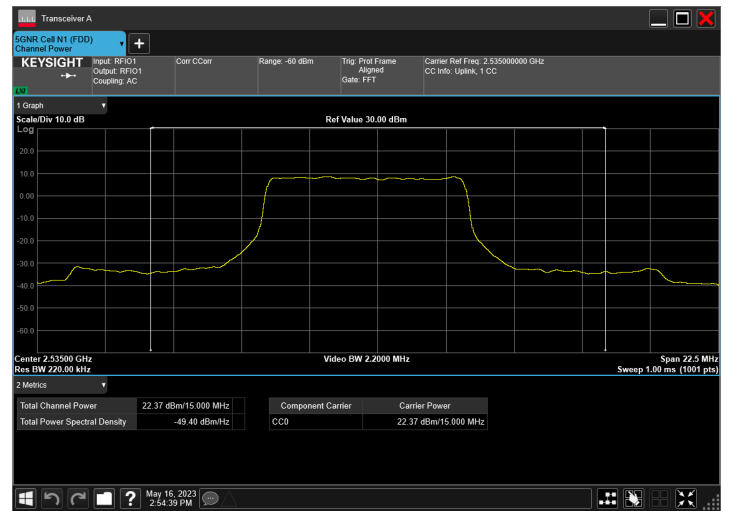 Transceiver A
5GNR Cell N1 (FDD)
Channel Power
KEYSIGHT
LXI
Input: RFIO1
Output: RFIO1
Coupling: AC
Corr CCorr
Range: -60 dBm
Trig: Prot Frame
Aligned
Gate: FFT
Carrier Ref Freq: 2.535000000 GHz
CC Info: Uplink, 1 CC
1 Graph
Scale/Div 10.0 dB
Ref Value 30.00 dBm
Log
20.0
10.0
0.00
-10.0
-20.0
-30.0
-40.0
-50.0
-60.0
Center 2.53500 GHz
Video BW 2.2000 MHz
Span 22.5 MHz
Res BW 220.00 kHz
Sweep 1.00 ms (1001 pts)
2 Metrics
Total Channel Power 22.37 dBm/15.000 MHz
Total Power Spectral Density -49.40 dBm/Hz
Component Carrier Carrier Power
CC0 22.37 dBm/15.000 MHz
?
May 16, 2023
2:54:39 PM